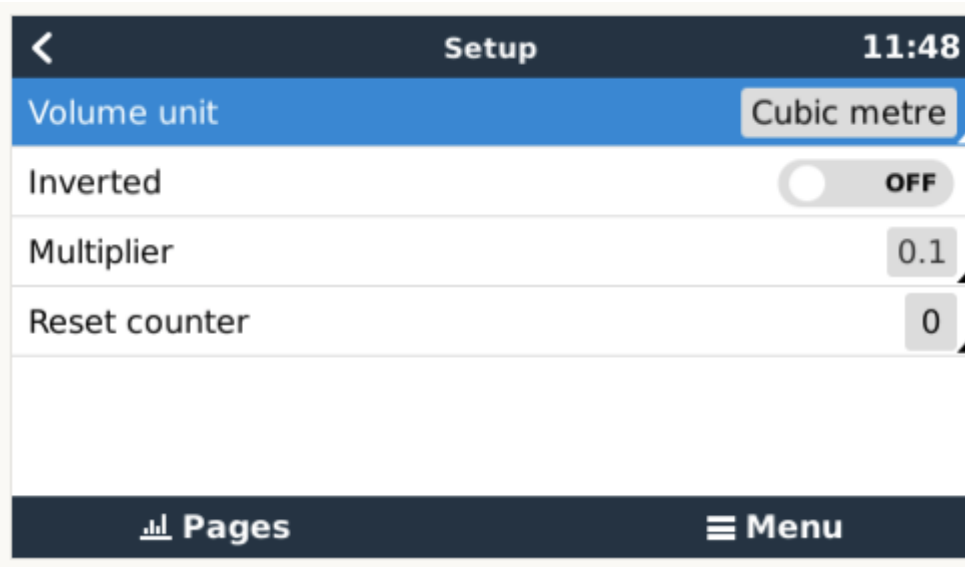 Setup 11:48
Volume unit Cubic metre
Inverted OFF
Multiplier 0.1
Reset counter 0
Pages Menu